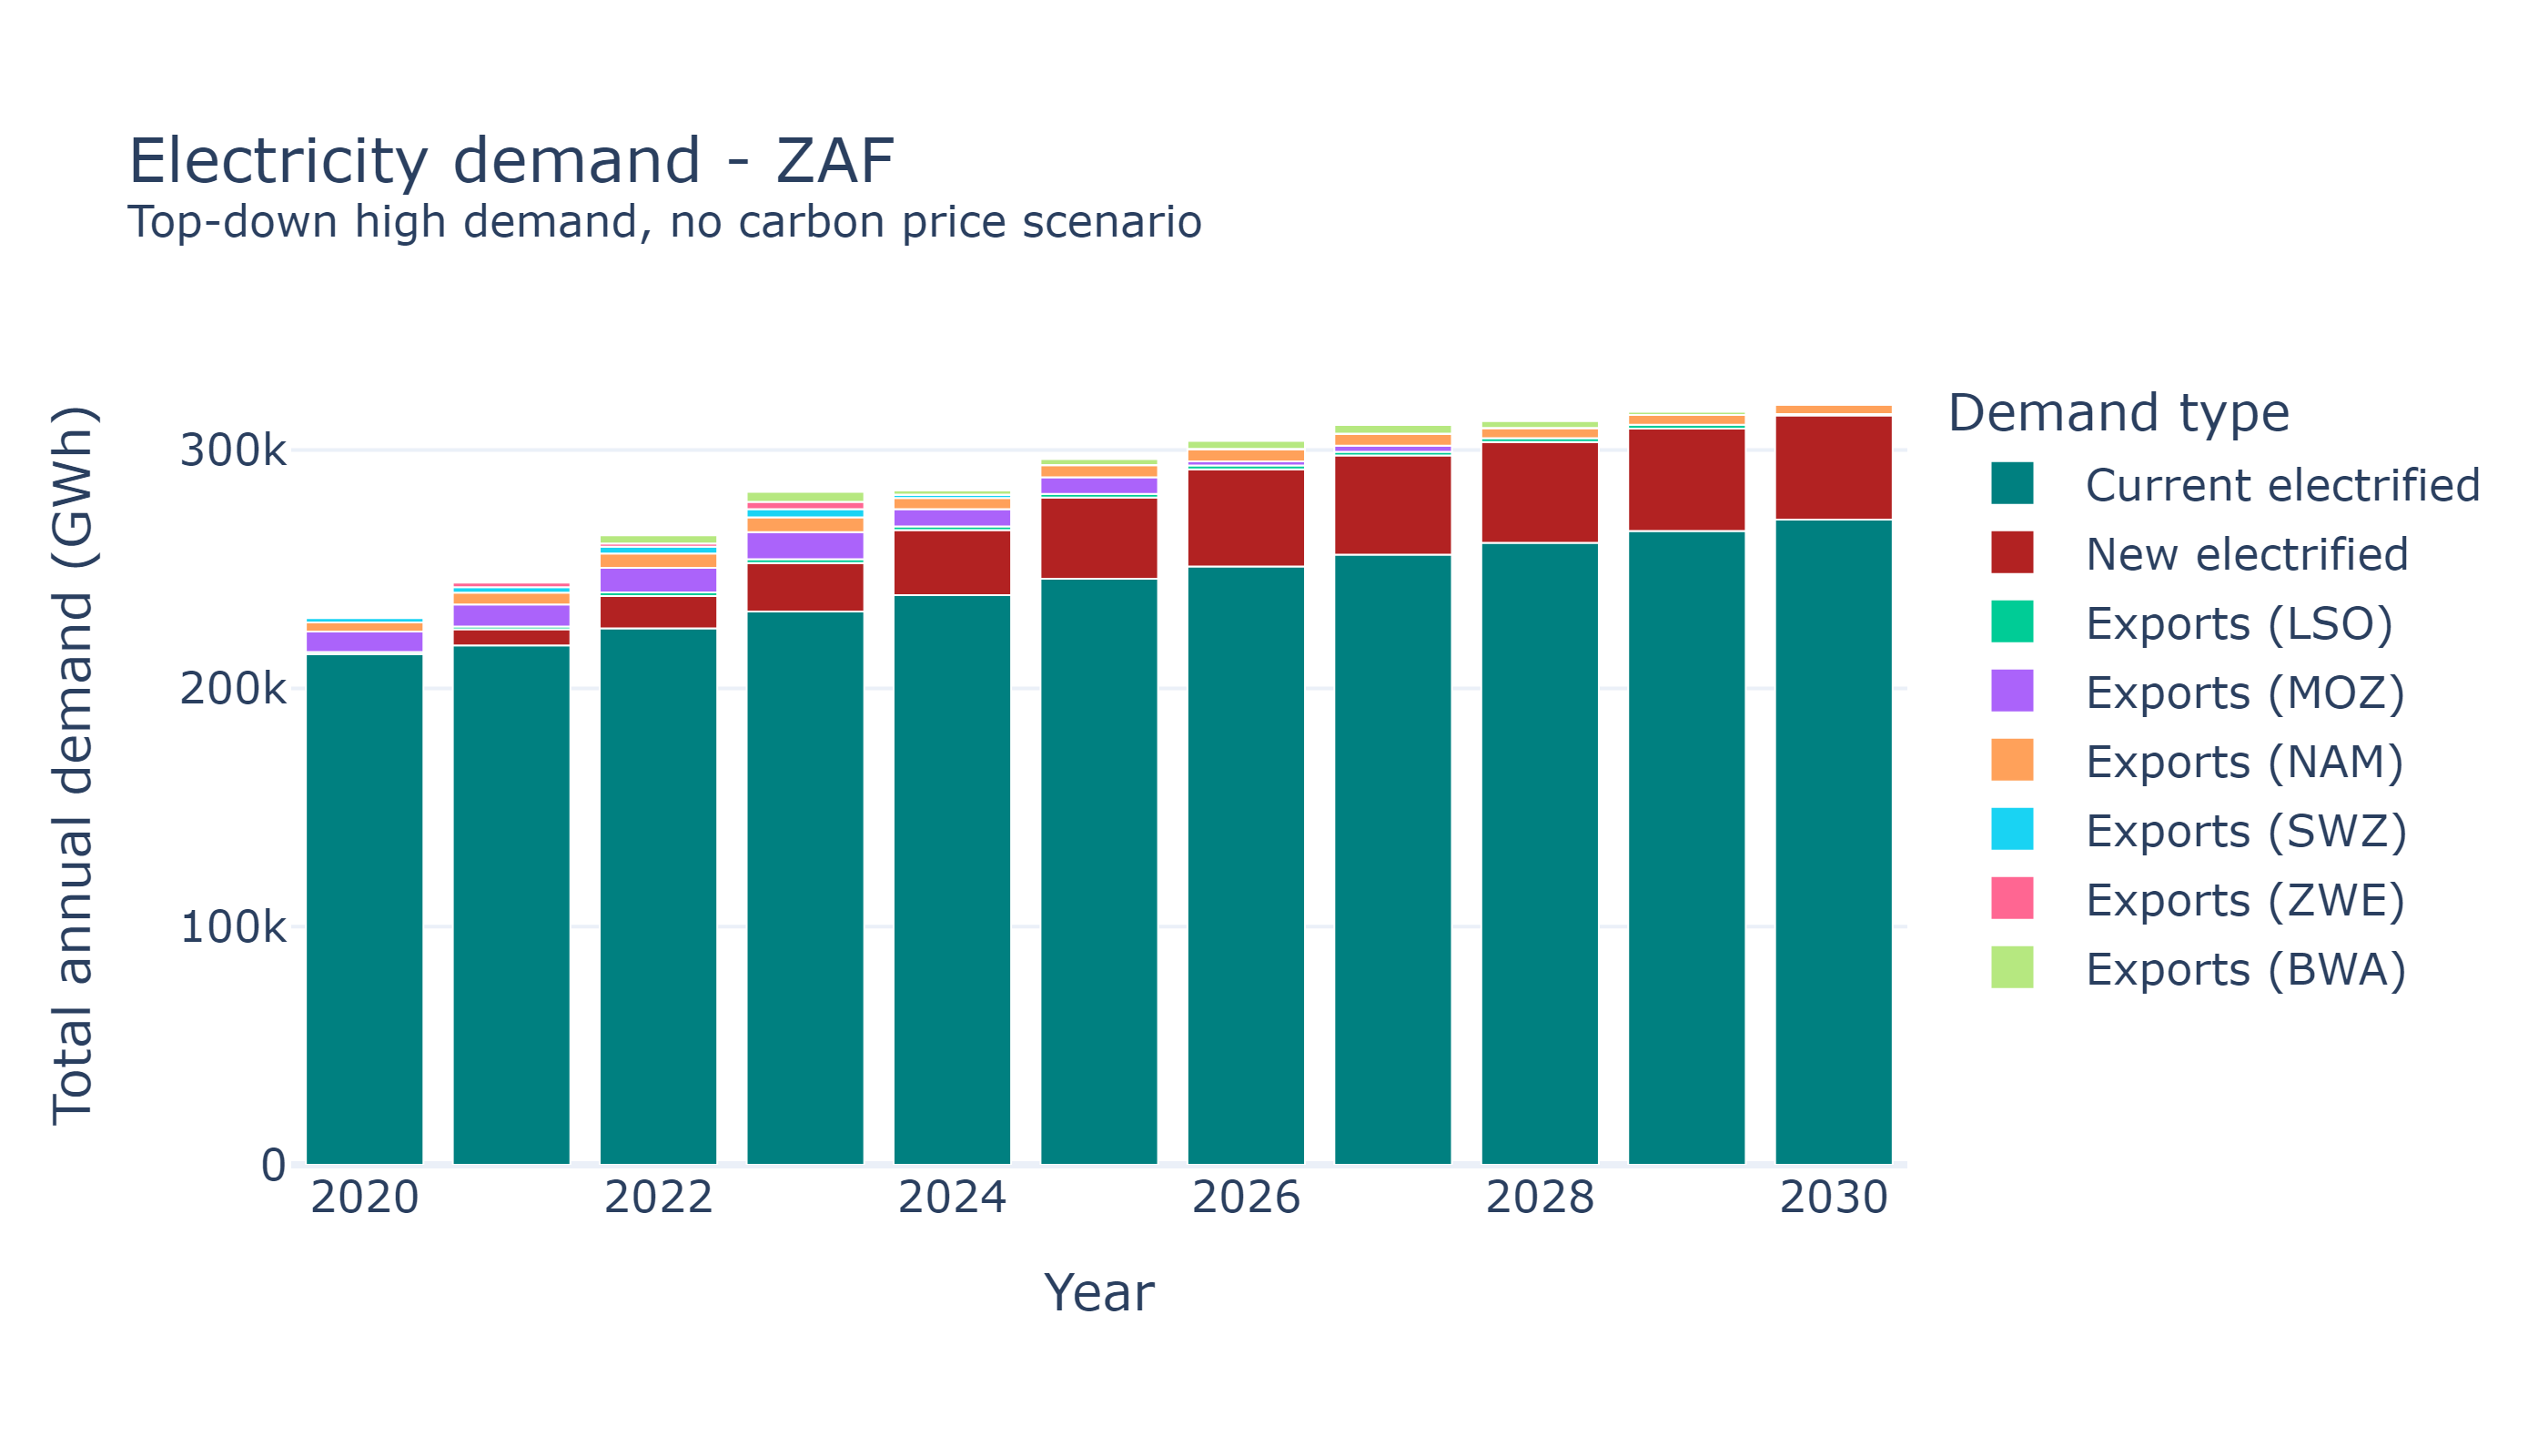 Electricity demand - ZAF
Top-down high demand, no carbon price scenario
Total annual demand (GWh)
300k
200k
100k
0
2020
2022
2024
2026
2028
2030
Year
Demand type
Current electrified
New electrified
Exports (LSO)
Exports (MOZ)
Exports (NAM)
Exports (SWZ)
Exports (ZWE)
Exports (BWA)